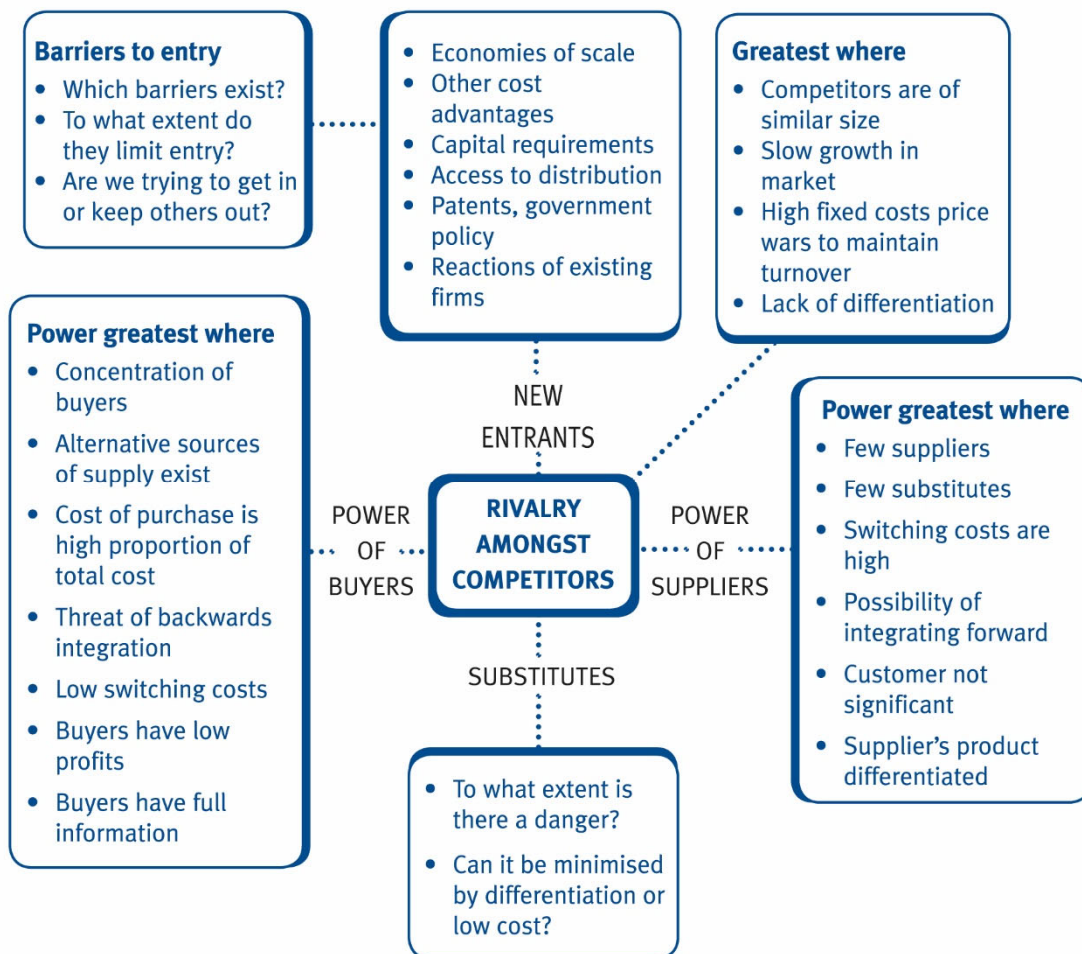 Barriers to entry
• Which barriers exist?
• To what extent do
they limit entry?
• Are we trying to get in
or keep others out?
• Economies of scale
• Other cost
advantages
• Capital requirements
• Access to distribution
• Patents, government
policy
• Reactions of existing
firms
Greatest where
• Competitors are of
similar size
• Slow growth in
market
• High fixed costs price
wars to maintain
turnover
• Lack of differentiation
Power greatest where
• Concentration of
buyers
• Alternative sources
of supply exist
• Cost of purchase is
high proportion of
total cost
• Threat of backwards
integration
• Low switching costs
• Buyers have low
profits
• Buyers have full
information
NEW
ENTRANTS
POWER
OF
BUYERS
RIVALRY
AMONGST
COMPETITORS
POWER
OF
SUPPLIERS
Power greatest where
• Few suppliers
• Few substitutes
• Switching costs are
high
• Possibility of
integrating forward
• Customer not
significant
• Supplier's product
differentiated
SUBSTITUTES
• To what extent is
there a danger?
• Can it be minimised
by differentiation or
low cost?